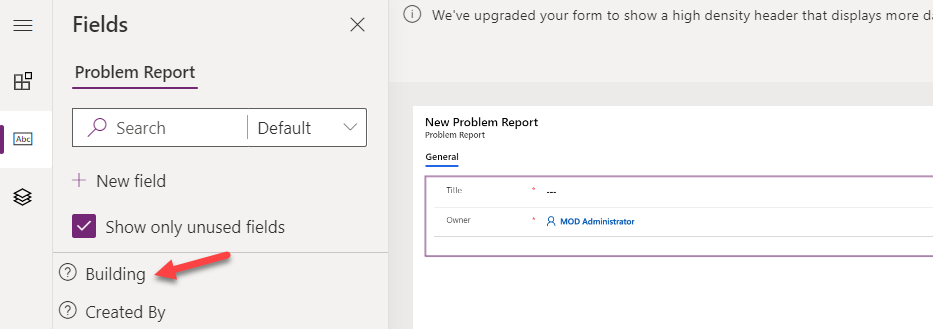 Fields
Problem Report
Search
Default
New field
Show only unused fields
Building
Created By
Abc
We've upgraded your form to show a high density header that displays more
New Problem Report
Problem Report
General
Title * ---
Owner * MOD Administrator